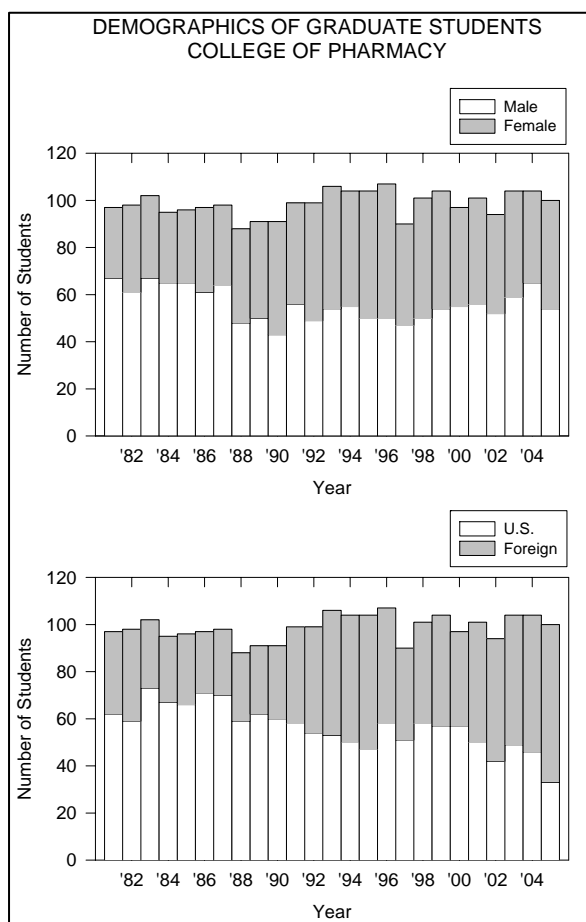 DEMOGRAPHICS OF GRADUATE STUDENTS
COLLEGE OF PHARMACY
Male
Female
120
100
80
60
40
20
0
Number of Students
'82 '84 '86 '88 '90 '92 '94 '96 '98 '00 '02 '04
Year
U.S.
Foreign
120
100
80
60
40
20
0
Number of Students
'82 '84 '86 '88 '90 '92 '94 '96 '98 '00 '02 '04
Year